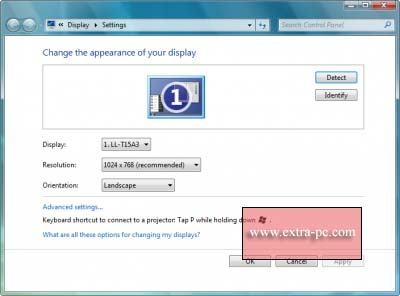 Display ▸ Settings
Search Control Panel
Change the appearance of your display
1
Detect
Identify
Display: 1. LL-T15A3
Resolution: 1024 x 768 (recommended)
Orientation: Landscape
Advanced settings...
Keyboard shortcut to connect to a projector: Tap P while holding down .
What are all these options for changing my displays?
www.extra-pc.com
OK Cancel Apply